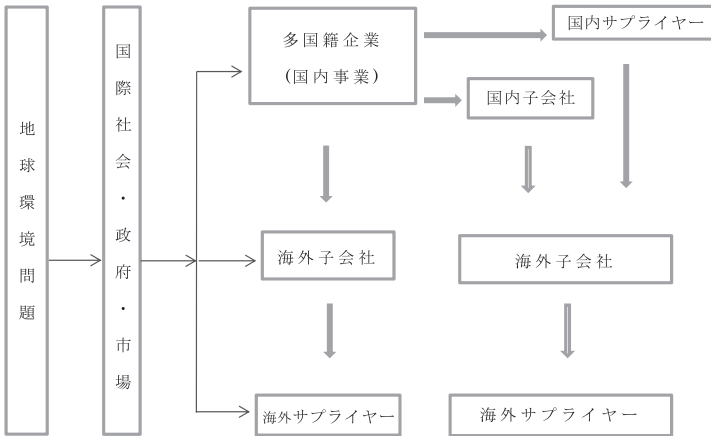 地球環境問題
国際社会・政府・市場
多国籍企業
(国内事業)
国内サプライヤー
国内子会社
海外子会社
海外子会社
海外サプライヤー
海外サプライヤー